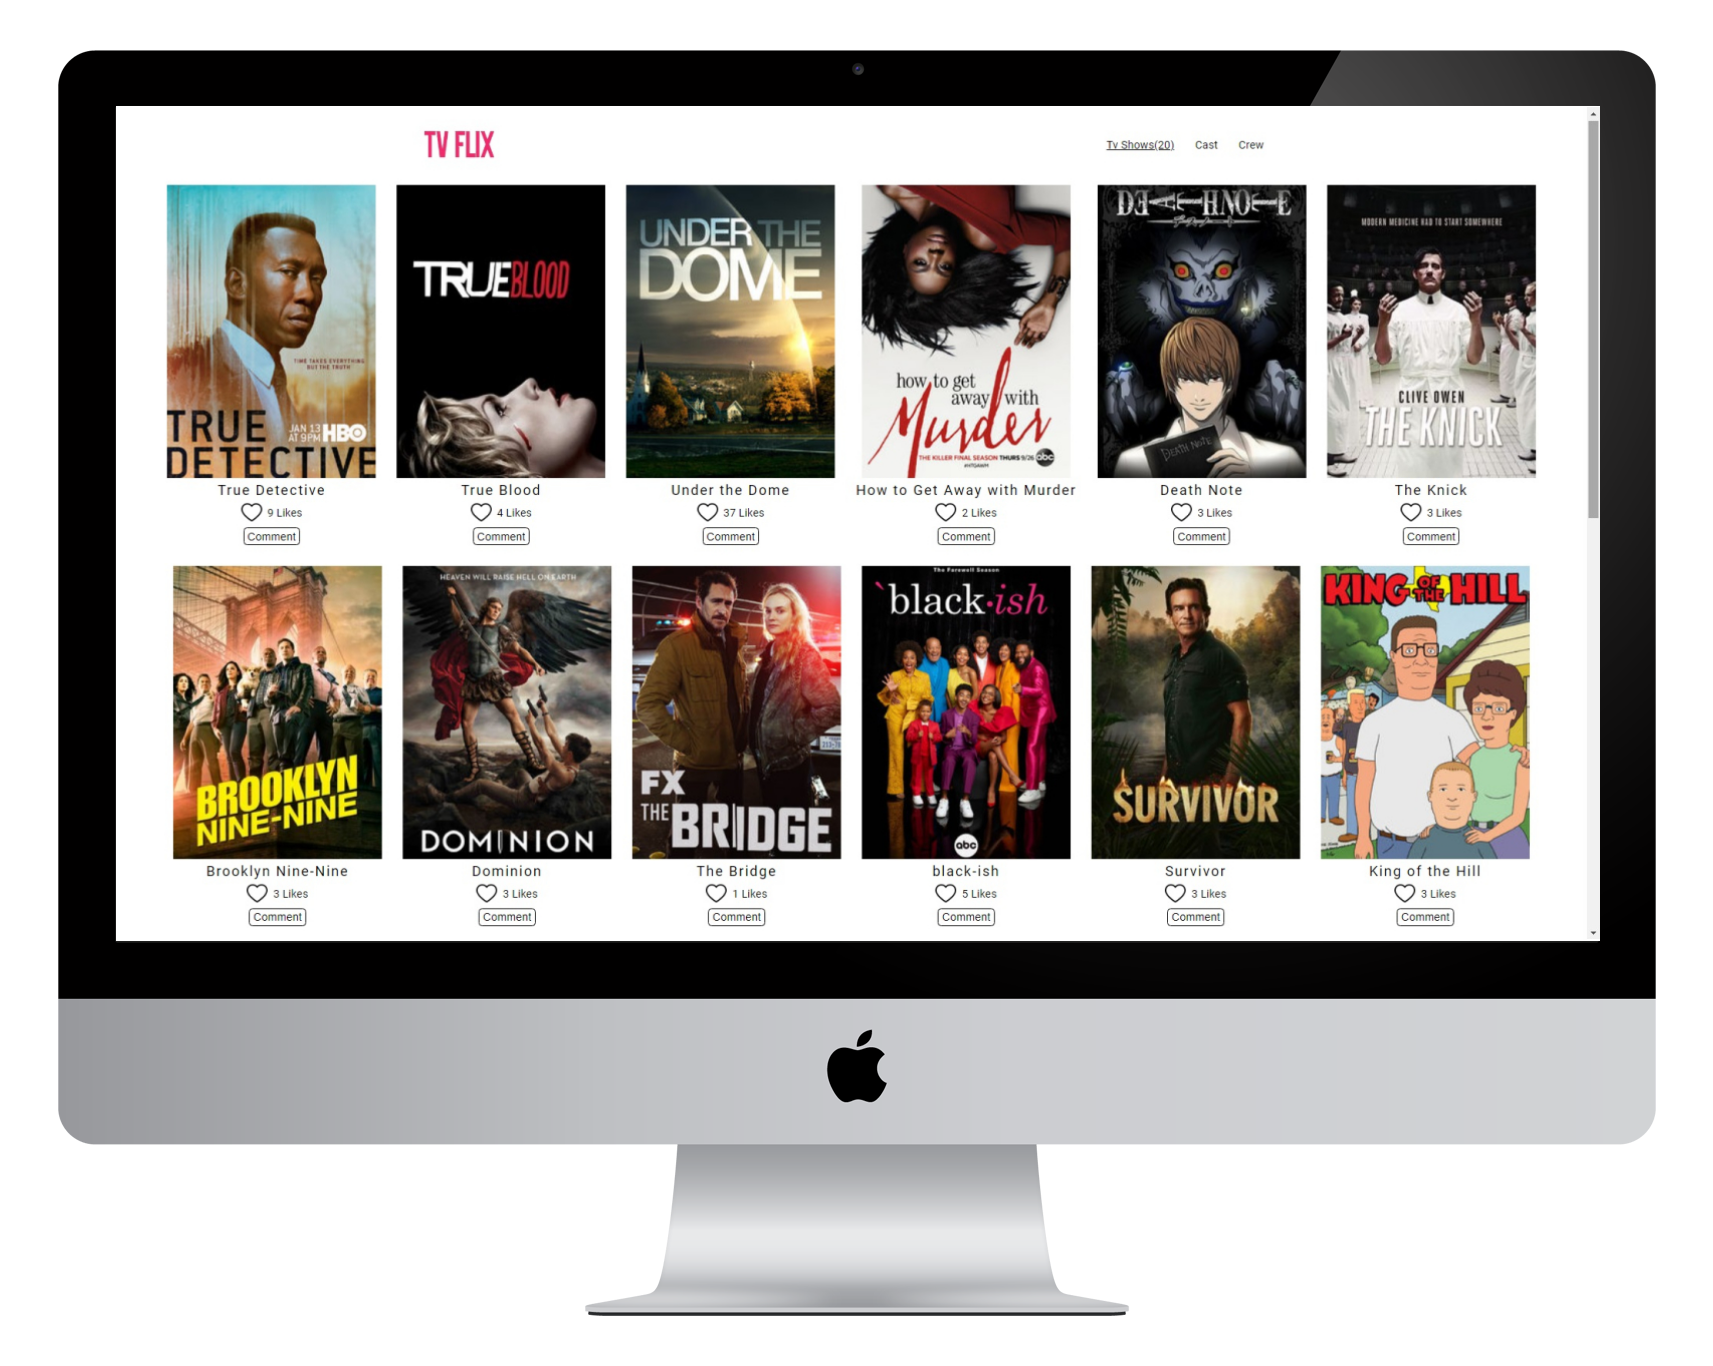 TV FLIX
Tv Shows(20) Cast Crew
TIME TAKES EVERYTHING
BUT THE TRUTH
TRUE
DETECTIVE
JAN 13
AT 9PM HBO
TRUE BLOOD
UNDER THE
DOME
how to get
away with
Murder
THE KILLER FINAL SEASON THURS 9/26 abc
#HTGAWM
DEATHNOTE
DEATH NOTE
MODERN MEDICINE HAD TO START SOMEWHERE
CLIVE OWEN
THE KNICK
True Detective
9 Likes
Comment
True Blood
4 Likes
Comment
Under the Dome
37 Likes
Comment
How to Get Away with Murder
2 Likes
Comment
Death Note
3 Likes
Comment
The Knick
3 Likes
Comment
BROOKLYN
NINE-NINE
HEAVEN WILL RAISE HELL ON EARTH
DOMINION
FX
THE BRIDGE
The Farewell Season
`black·ish
abc
SURVIVOR
KING OF THE HILL
Brooklyn Nine-Nine
3 Likes
Comment
Dominion
3 Likes
Comment
The Bridge
1 Likes
Comment
black-ish
5 Likes
Comment
Survivor
3 Likes
Comment
King of the Hill
3 Likes
Comment